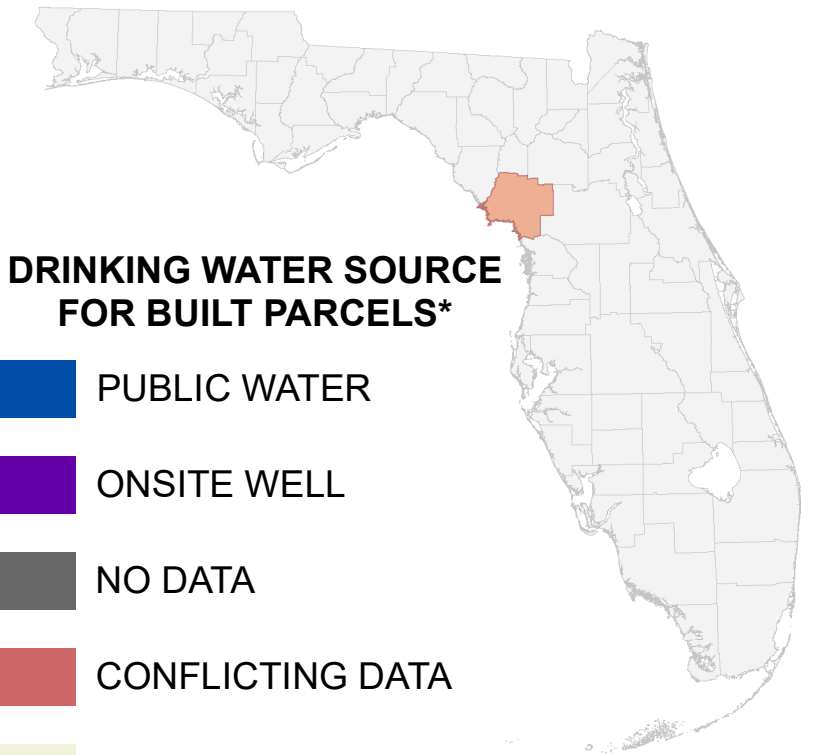 DRINKING WATER SOURCE
FOR BUILT PARCELS*
PUBLIC WATER
ONSITE WELL
NO DATA
CONFLICTING DATA